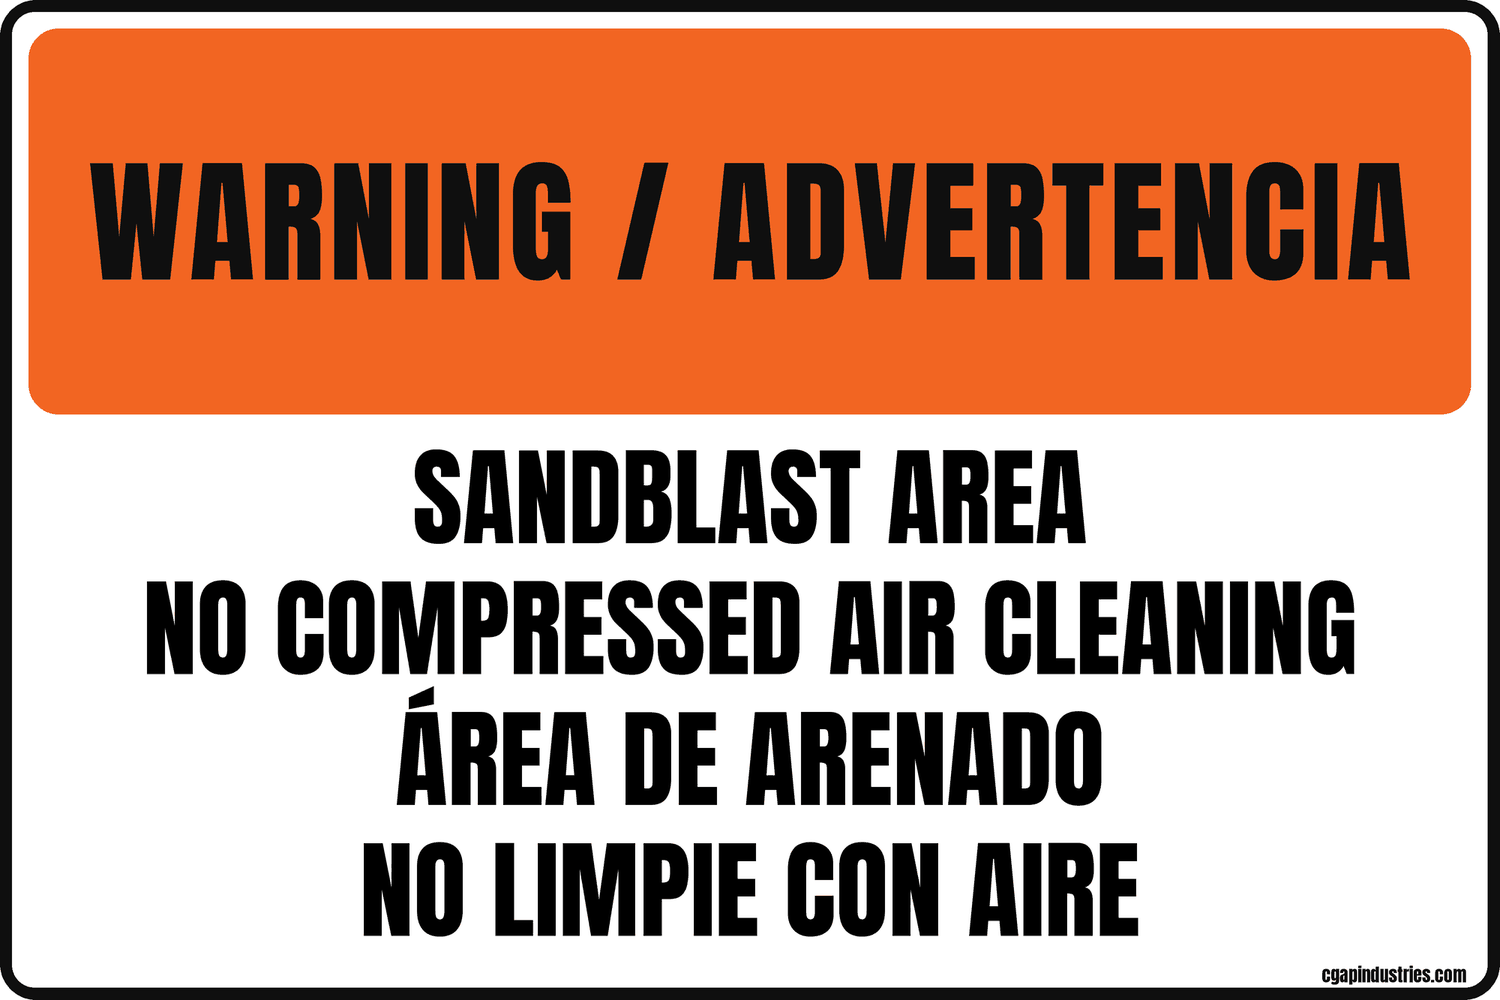 WARNING / ADVERTENCIA
SANDBLAST AREA
NO COMPRESSED AIR CLEANING
ÁREA DE ARENADO
NO LIMPIE CON AIRE
cgapindustries.com